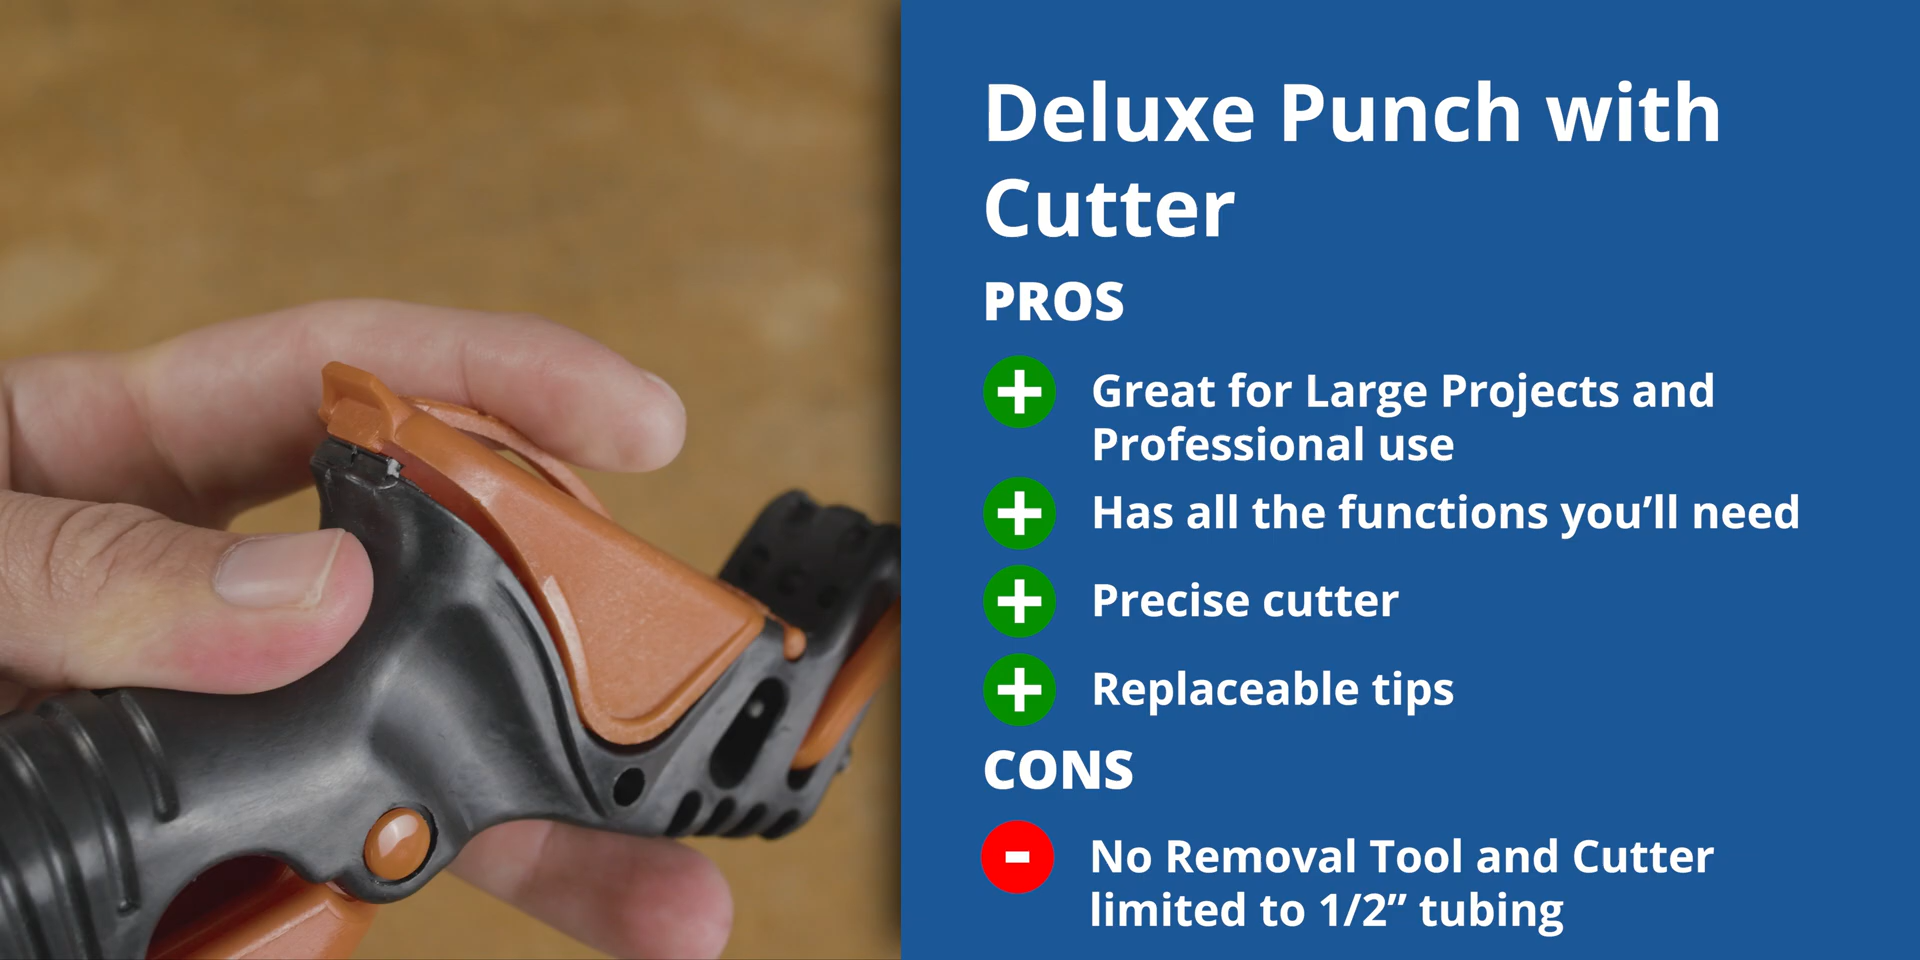 Deluxe Punch with
Cutter
PROS
Great for Large Projects and
Professional use
Has all the functions you’ll need
Precise cutter
Replaceable tips
CONS
No Removal Tool and Cutter
limited to 1/2” tubing